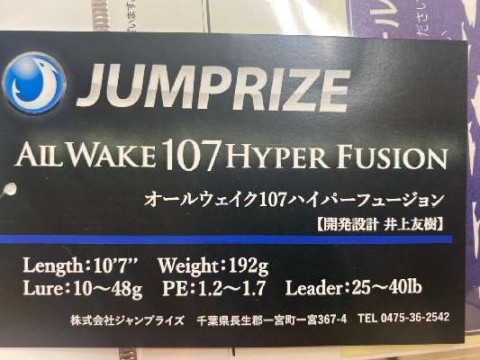 JUMPRIZE
ALL WAKE 107 HYPER FUSION
オールウェイク107ハイパーフュージョン
【開発設計 井上友樹】
Length:10'7'' Weight:192g
Lure:10〜48g PE:1.2〜1.7 Leader:25〜40lb
株式会社ジャンプライズ 千葉県長生郡一宮町一宮367-4 TEL 0475-36-2542